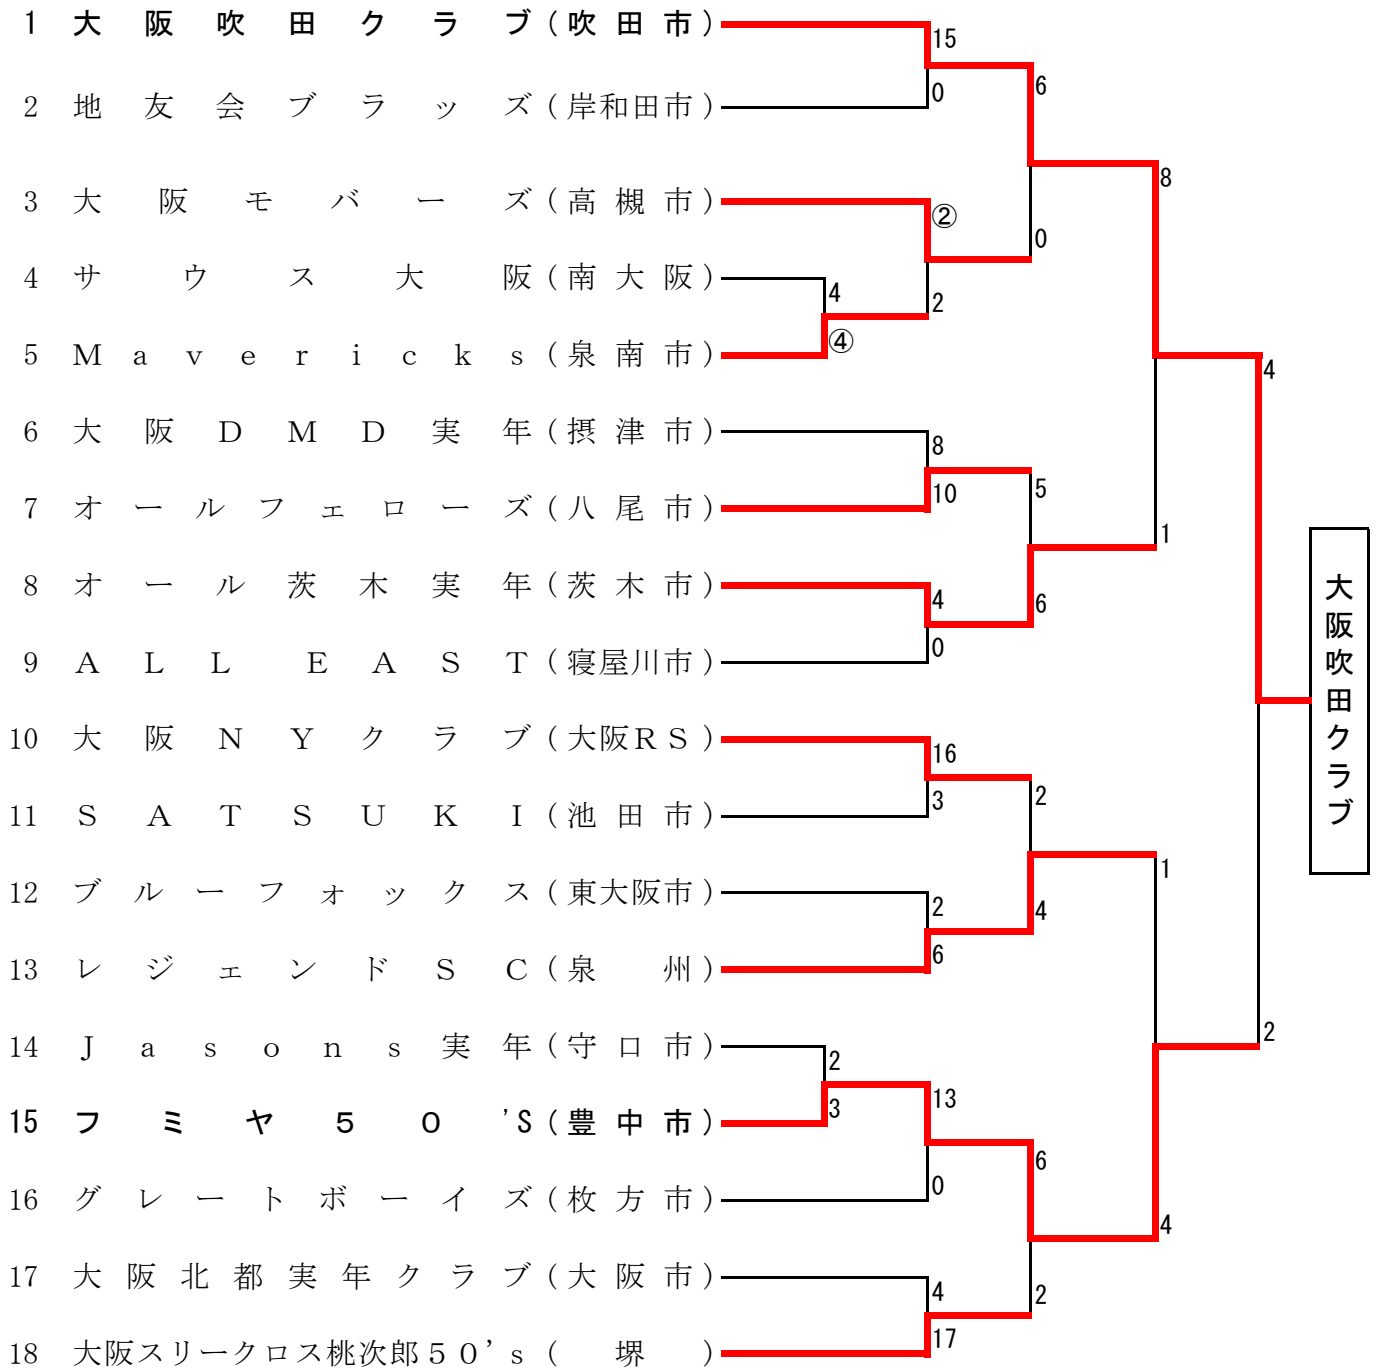 1 大阪吹田クラブ(吹田市)
15
0
6
2 地友会ブラッズ(岸和田市)
8
3 大阪モバーズ(高槻市)
②
0
4 サウス大阪(南大阪)
4
2
5 Mavericks(泉南市)
④
4
6 大阪DMD実年(摂津市)
8
7 オールフェローズ(八尾市)
10
5
1
8 オール茨木実年(茨木市)
4
6
9 ALL EAST(寝屋川市)
0
大阪吹田クラブ
10 大阪NYクラブ(大阪RS)
16
11 SATSUKI(池田市)
3
2
1
12 ブルーフォックス(東大阪市)
2
4
13 レジェンドSC(泉州)
6
14 Jasons実年(守口市)
2
2
15 フミヤ50'S(豊中市)
3
13
6
16 グレートボーイズ(枚方市)
0
4
17 大阪北都実年クラブ(大阪市)
4
2
18 大阪スリークロス桃次郎50’s(堺)
17